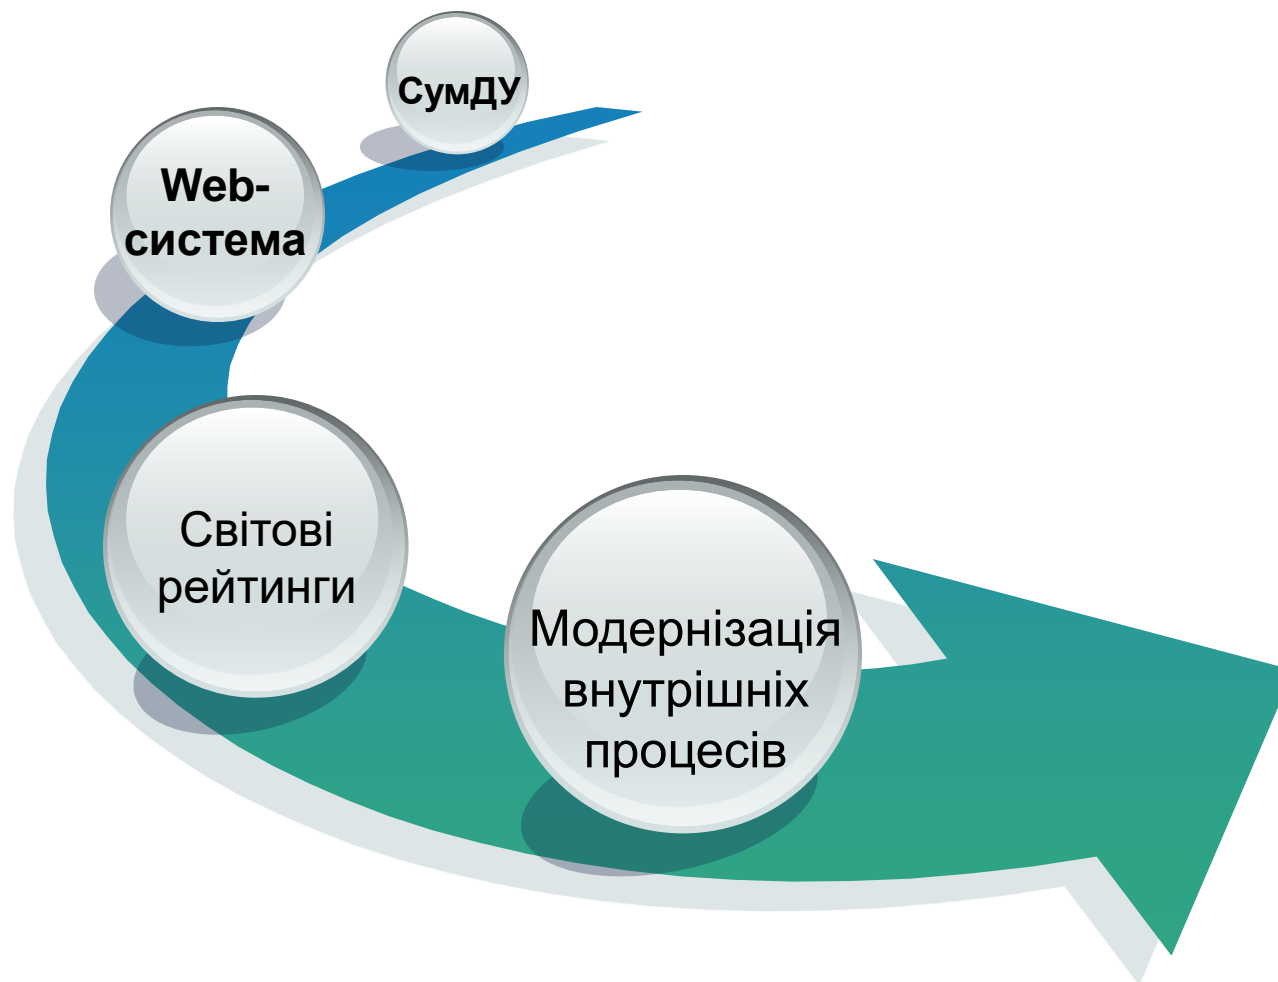 СумДУ
Web-
система
Світові
рейтинги
Модернізація
внутрішніх
процесів